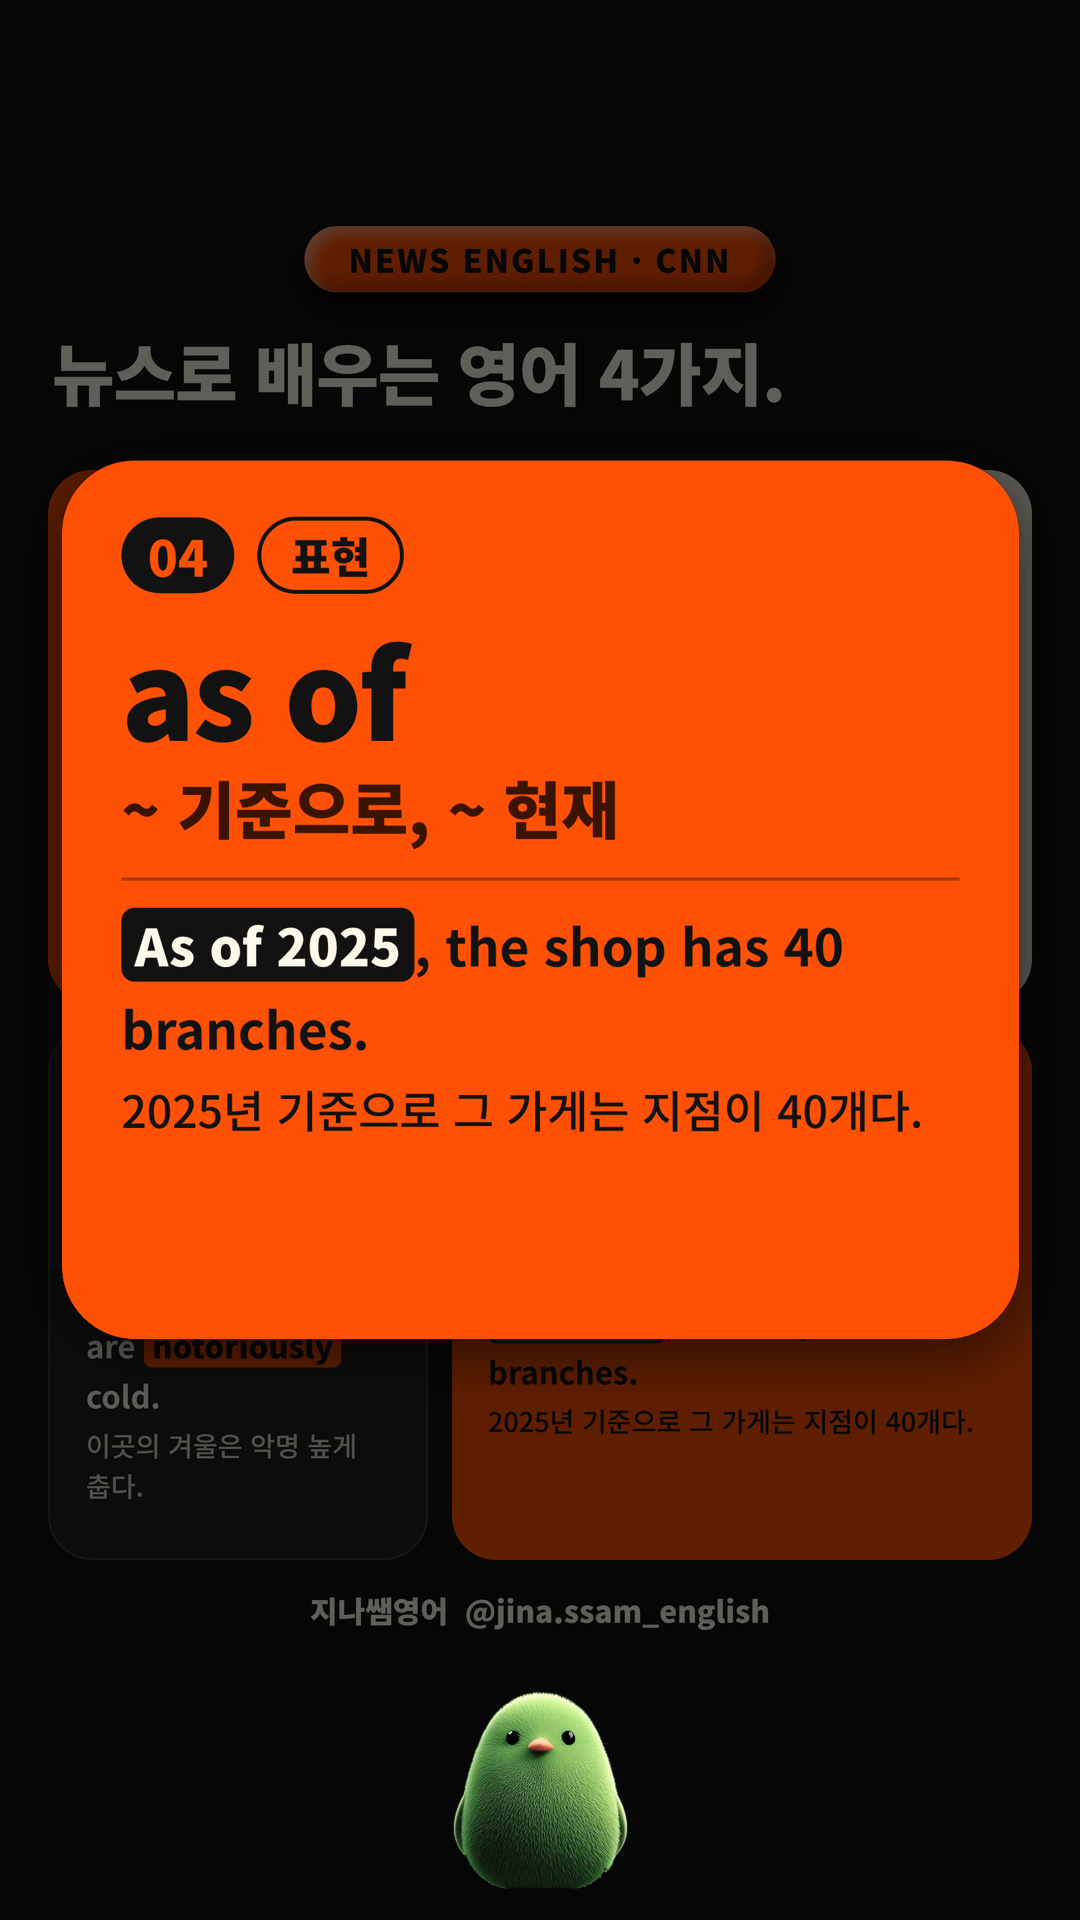 NEWS ENGLISH · CNN
뉴스로 배우는 영어 4가지.
04 표현
as of
~ 기준으로, ~ 현재
As of 2025, the shop has 40
branches.
2025년 기준으로 그 가게는 지점이 40개다.
are notoriously
cold.
이곳의 겨울은 악명 높게
춥다.
branches.
2025년 기준으로 그 가게는 지점이 40개다.
지나쌤영어 @jina.ssam_english